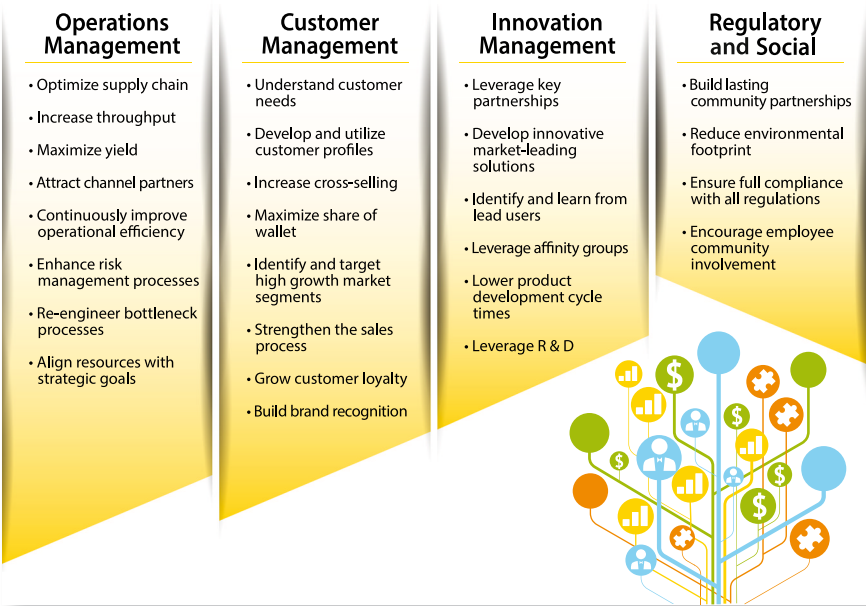 Operations
Management
• Optimize supply chain
• Increase throughput
• Maximize yield
• Attract channel partners
• Continuously improve
operational efficiency
• Enhance risk
management processes
• Re-engineer bottleneck
processes
• Align resources with
strategic goals
Customer
Management
• Understand customer
needs
• Develop and utilize
customer profiles
• Increase cross-selling
• Maximize share of
wallet
• Identify and target
high growth market
segments
• Strengthen the sales
process
• Grow customer loyalty
• Build brand recognition
Innovation
Management
• Leverage key
partnerships
• Develop innovative
market-leading
solutions
• Identify and learn from
lead users
• Leverage affinity groups
• Lower product
development cycle
times
• Leverage R & D
Regulatory
and Social
• Build lasting
community partnerships
• Reduce environmental
footprint
• Ensure full compliance
with all regulations
• Encourage employee
community
involvement
$
$
$
$
$